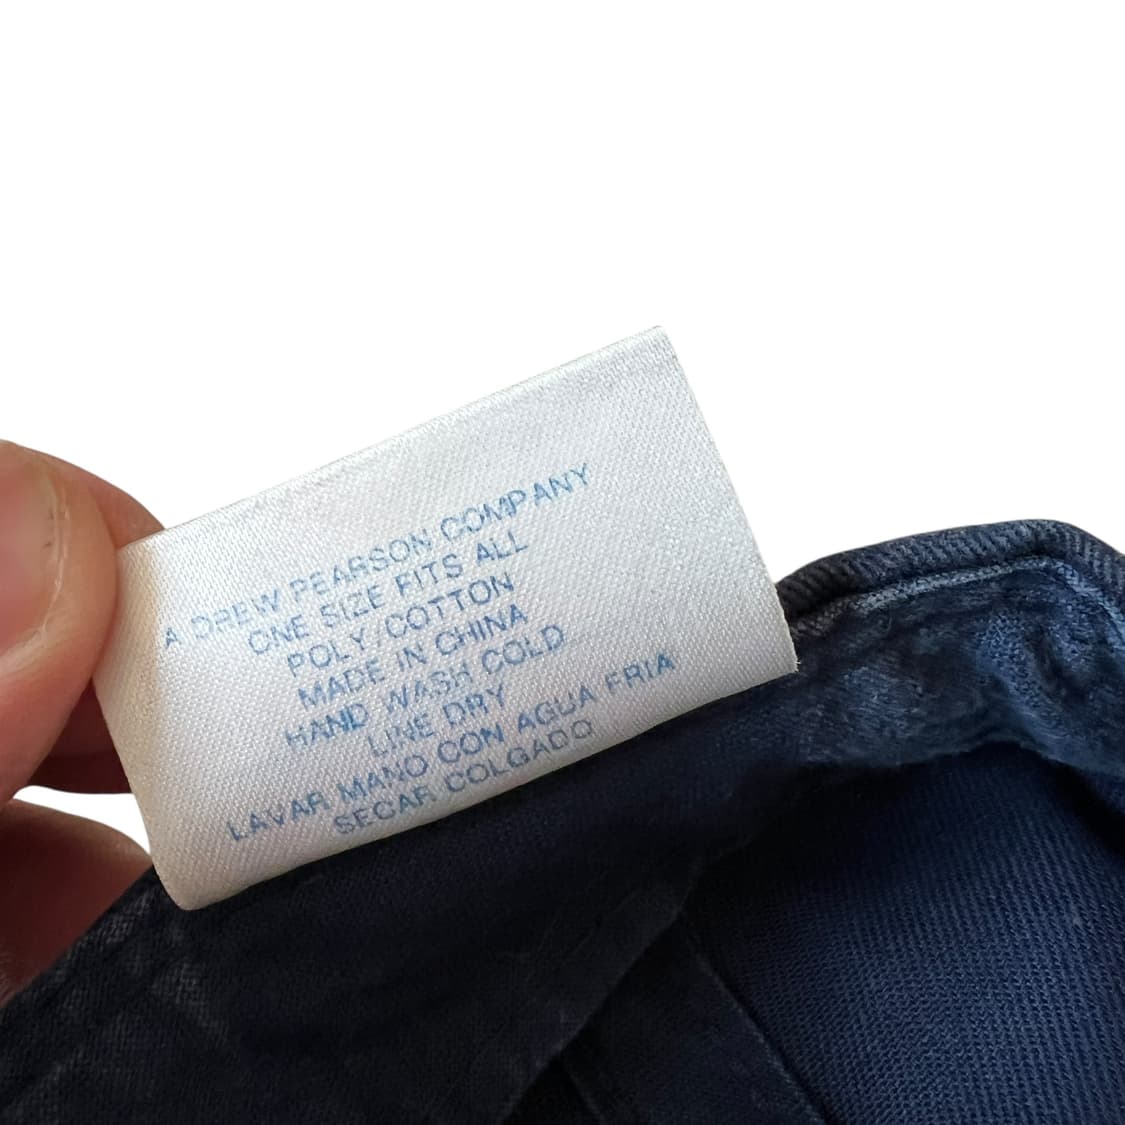 A DREW PEARSON COMPANY
ONE SIZE FITS ALL
POLY/COTTON
MADE IN CHINA
HAND WASH COLD
LINE DRY
LAVAR MANO CON AGUA FRIA
SECAR COLGADO